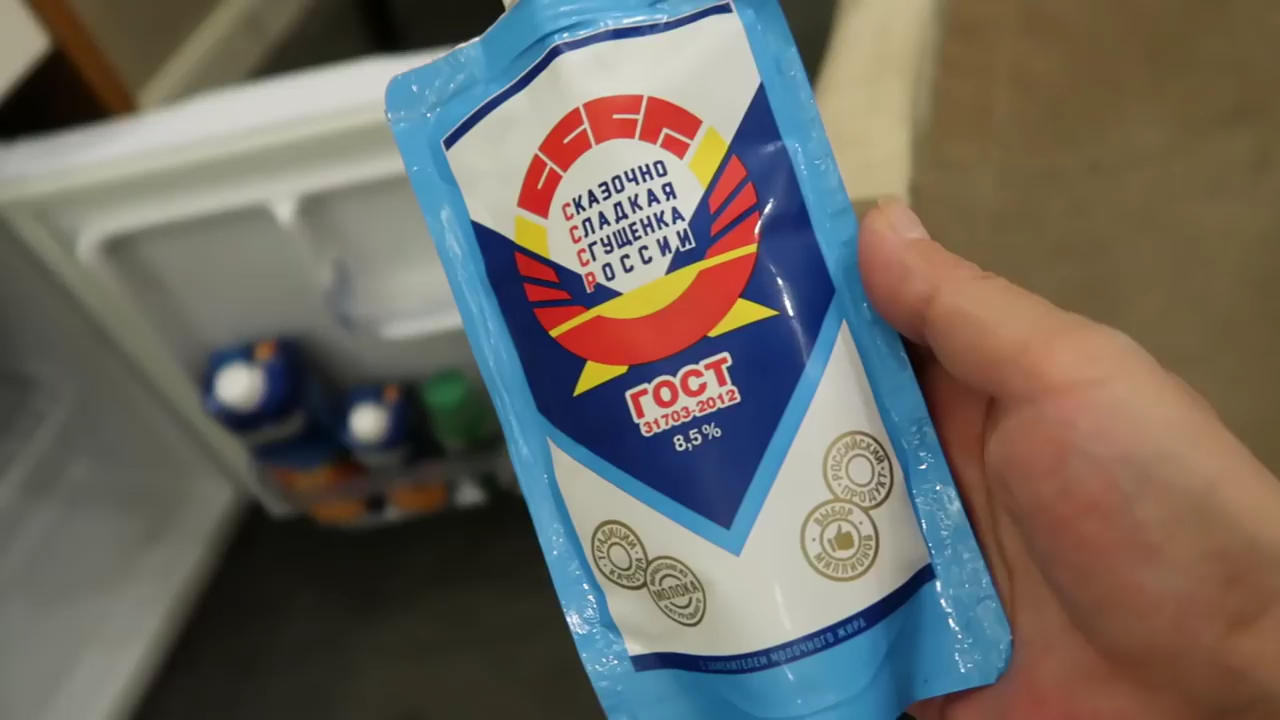 СССР
СКАЗОЧНО
СЛАДКАЯ
СГУЩЕНКА
РОССИИ
ГОСТ
31703-2012
8,5%
РОССИЙСКИЙ
ПРОДУКТ
ВЫБОР
МИЛЛИОНОВ
ТРАДИЦИИ
КАЧЕСТВА
МОЛОКА
С ЗАМЕНИТЕЛЕМ МОЛОЧНОГО ЖИРА